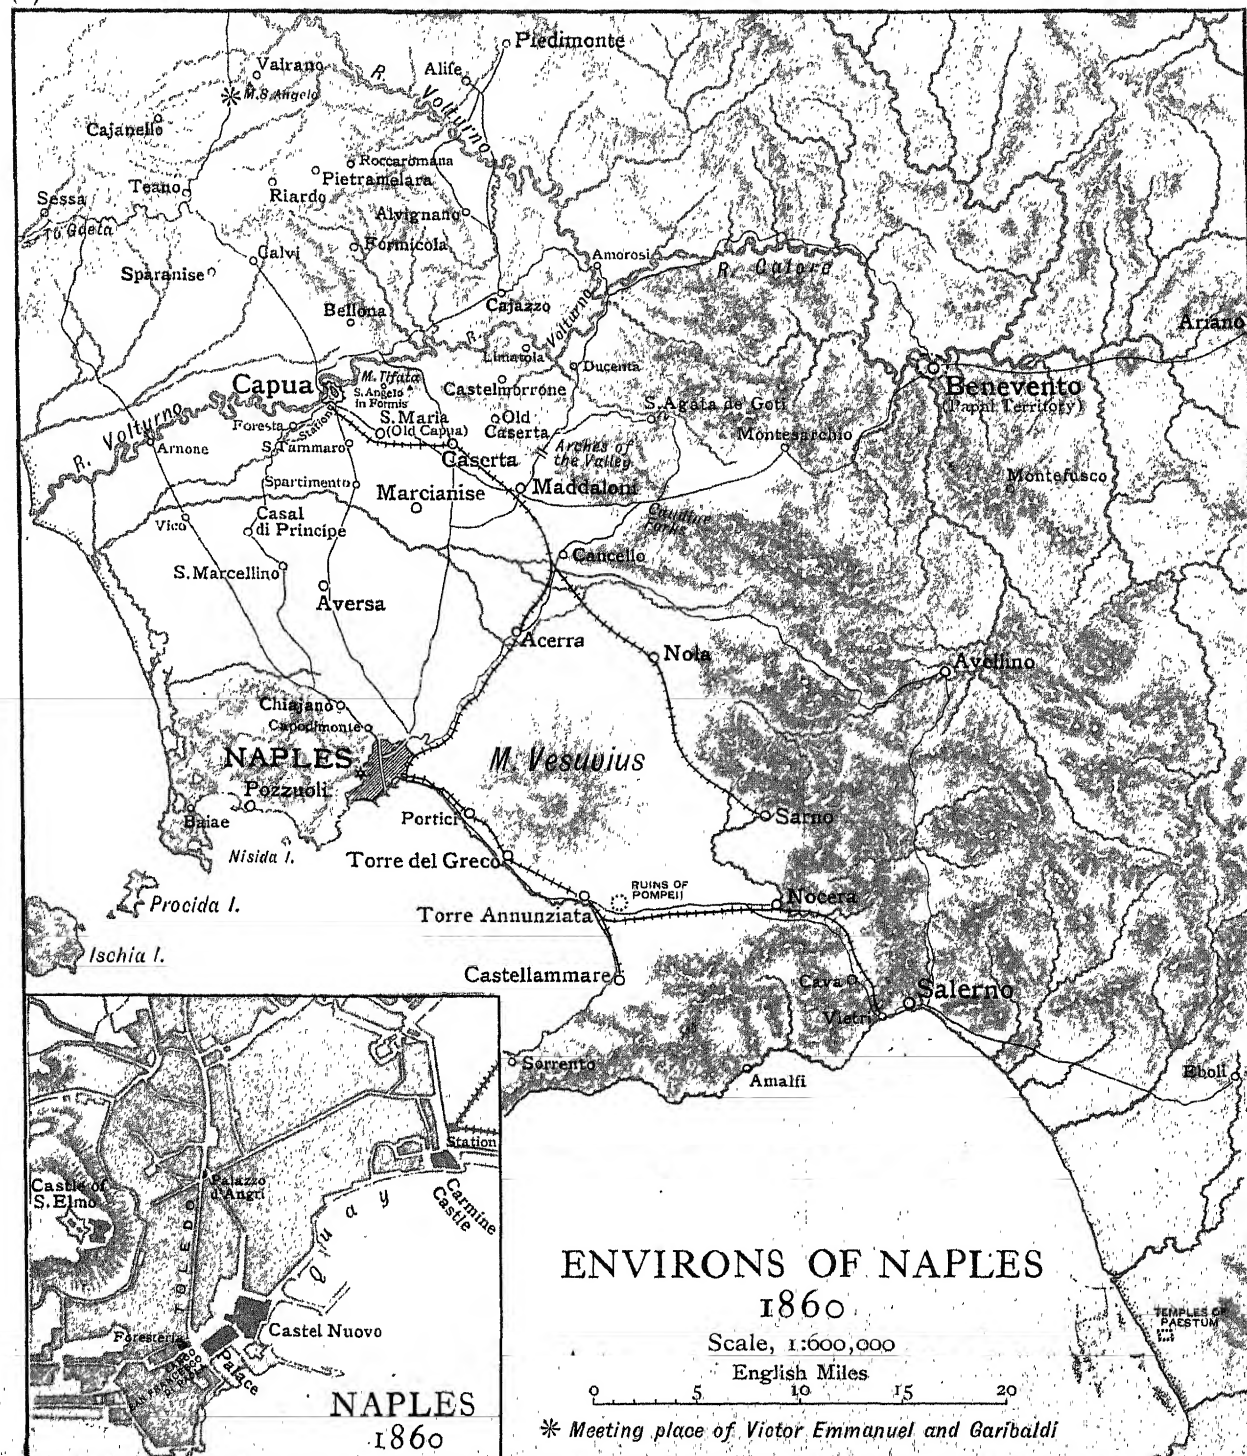 Piedimonte
Vairano
R. Volturno
Alife
M. S. Angelo
Cajanello
Roccaromana
Pietramelara
Teano
Riardo
Sessa
Alvignano
To Gaeta
Formicola
Calvi
Amorosi
R. Calore
Sparanise
Cajazzo
Bellona
R. Volturno
Ariano
Limatola
Ducenta
Capua
M. Tifata
S. Angelo
in Formis
Castelmorrone
Benevento
(Papal Territory)
R. Volturno
S. Maria
(Old Capua)
Old
Caserta
S. Agata de Goti
Foresta
Station
Montesarchio
Arnone
S. Tammaro
Caserta
Arches of
the Valley
Montefusco
Spartimento
Marcianise
Maddaloni
Caudine
Forks
Vico
Casal
di Principe
Cancello
S. Marcellino
Aversa
Acerra
Nola
Avellino
Chiajano
Capodimonte
NAPLES
M. Vesuvius
Pozzuoli
Baiae
Portici
Sarno
Nisida I.
Torre del Greco
RUINS OF
POMPEII
Nocera
Procida I.
Torre Annunziata
Ischia I.
Castellammare
Cava
Salerno
Vietri
Sorrento
Amalfi
Eboli
Station
Castle of
S. Elmo
Palazzo
d'Angri
Carmine
Castle
Quay
TOLEDO
Castel Nuovo
Foresteria
Palace
NAPLES
1860
ENVIRONS OF NAPLES
1860
Scale, 1:600,000
English Miles
0 5 10 15 20
TEMPLES OF
PAESTUM
✳ Meeting place of Victor Emmanuel and Garibaldi